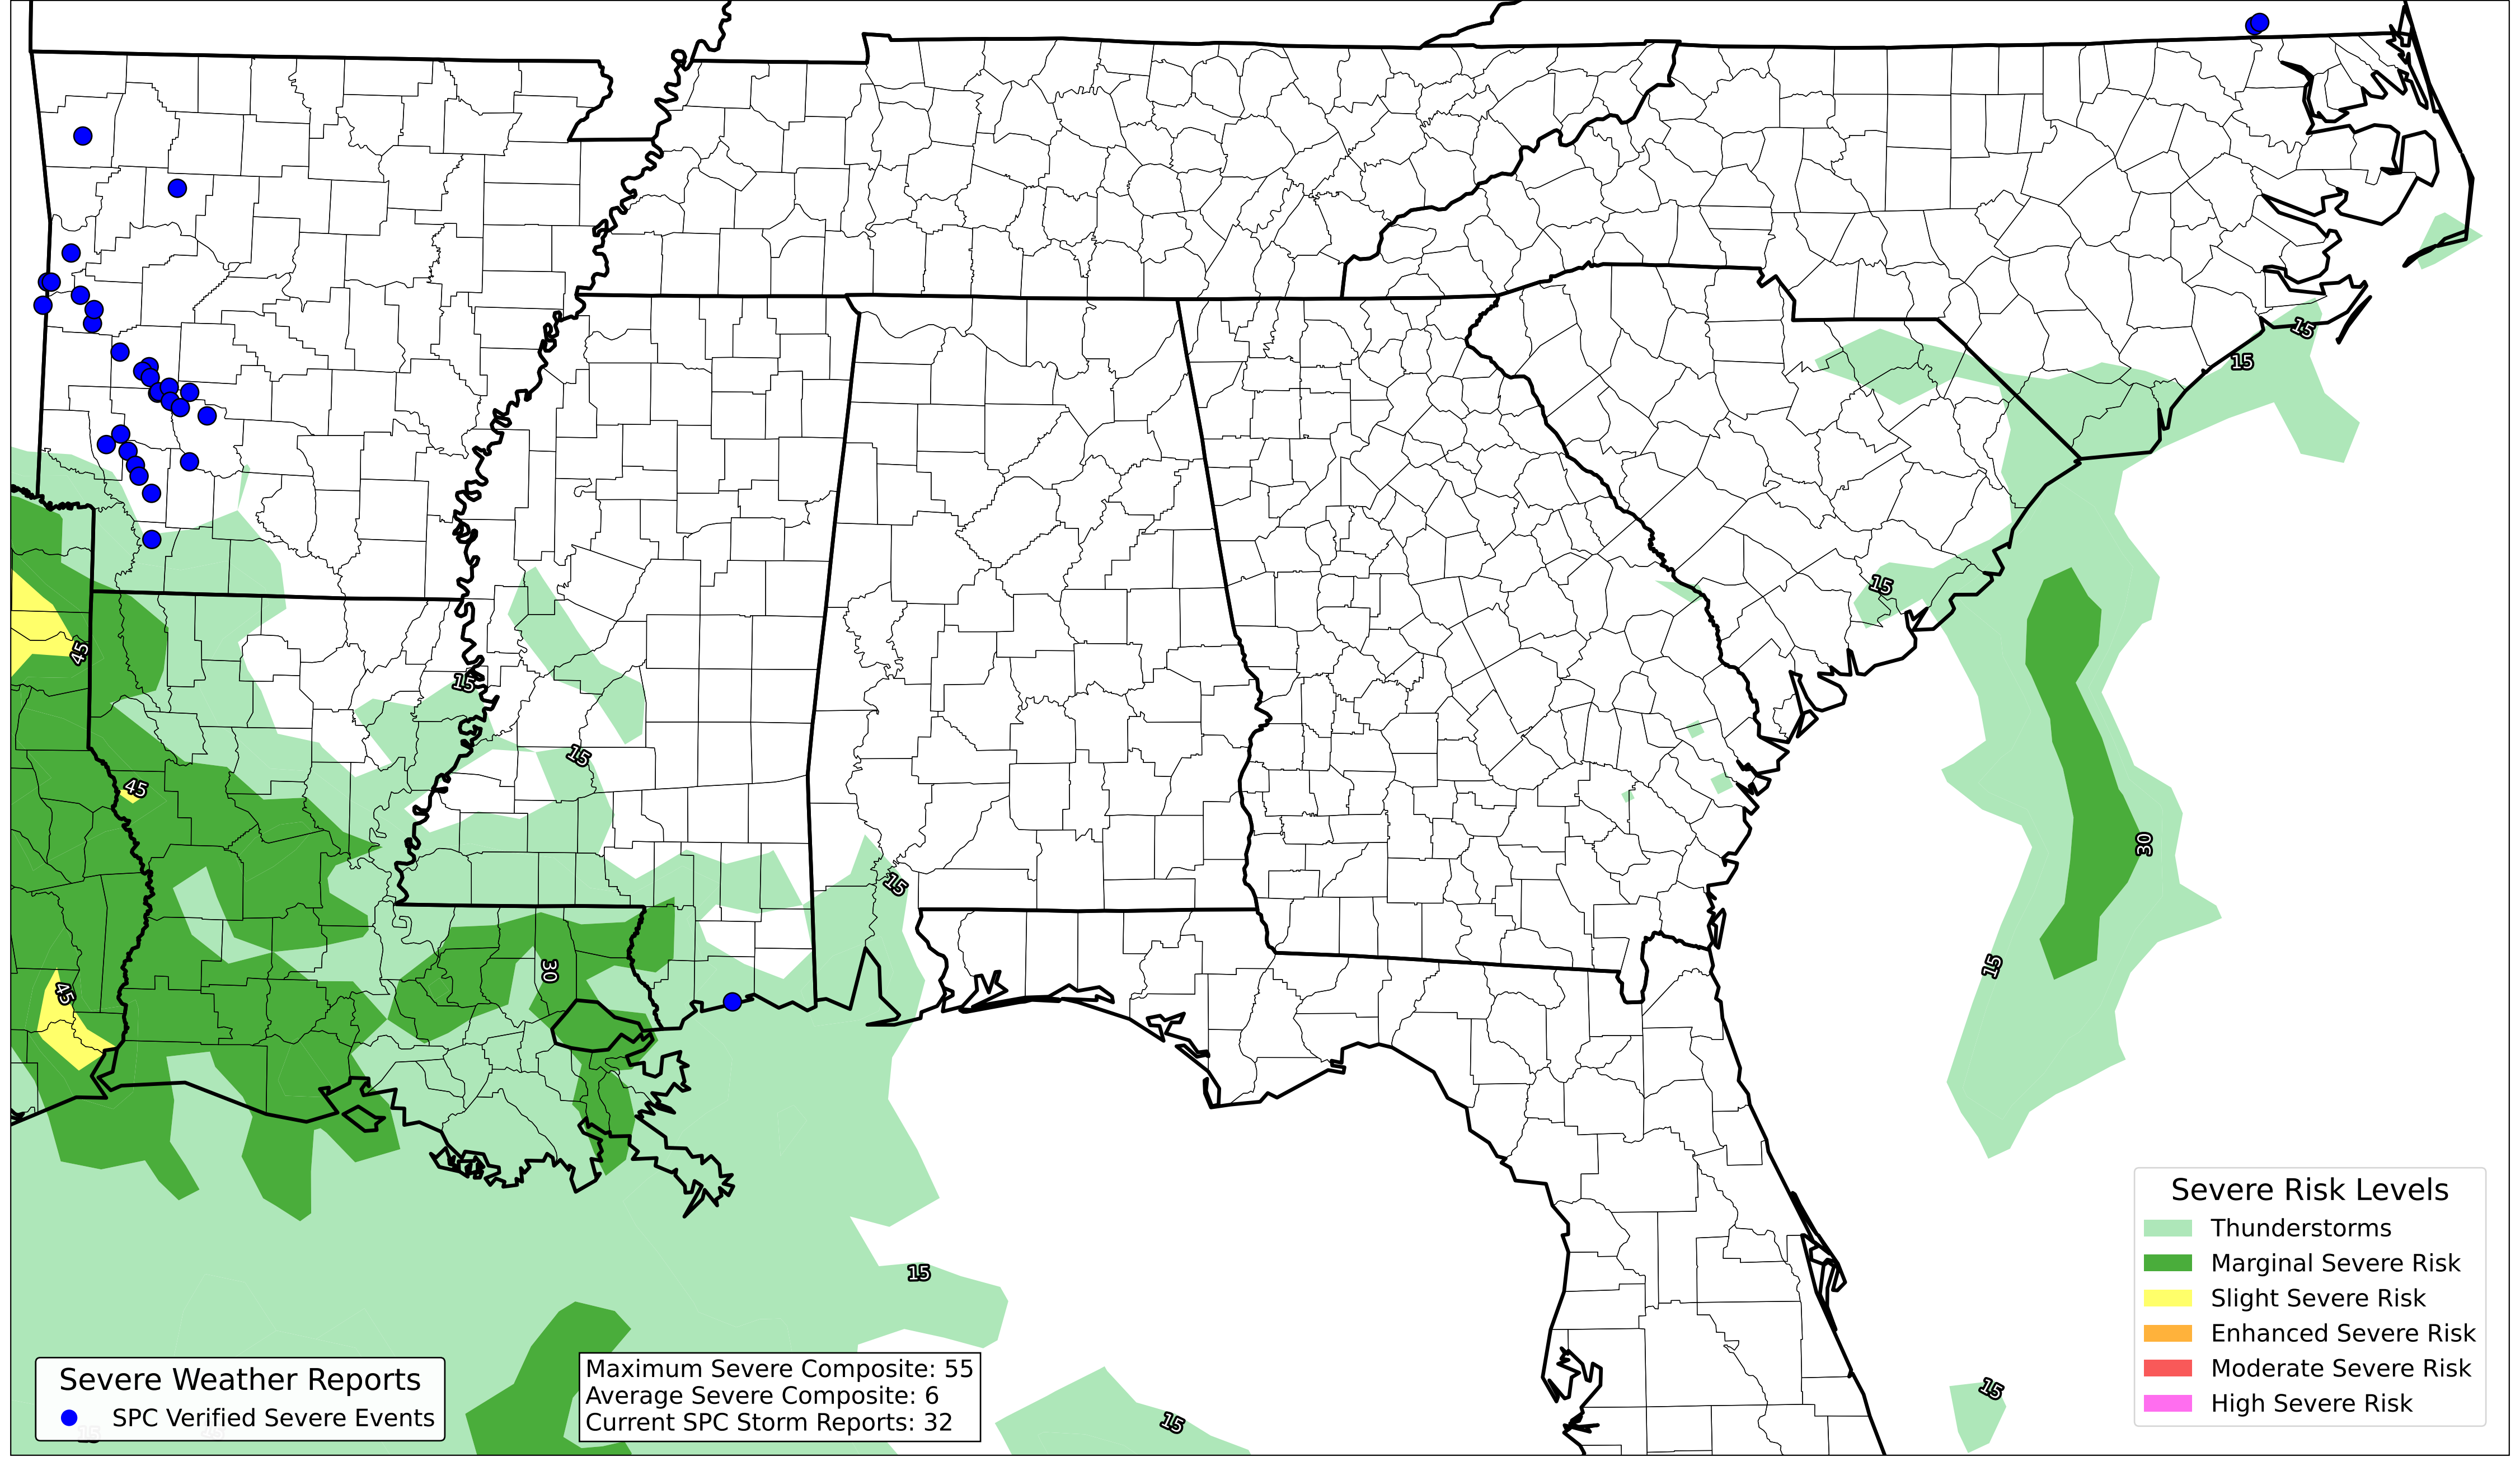 15
15
15
45
15
15
45
30
15
30
15
45
15
15
15
15
Severe Weather Reports
SPC Verified Severe Events
Maximum Severe Composite: 55
Average Severe Composite: 6
Current SPC Storm Reports: 32
Severe Risk Levels
Thunderstorms
Marginal Severe Risk
Slight Severe Risk
Enhanced Severe Risk
Moderate Severe Risk
High Severe Risk